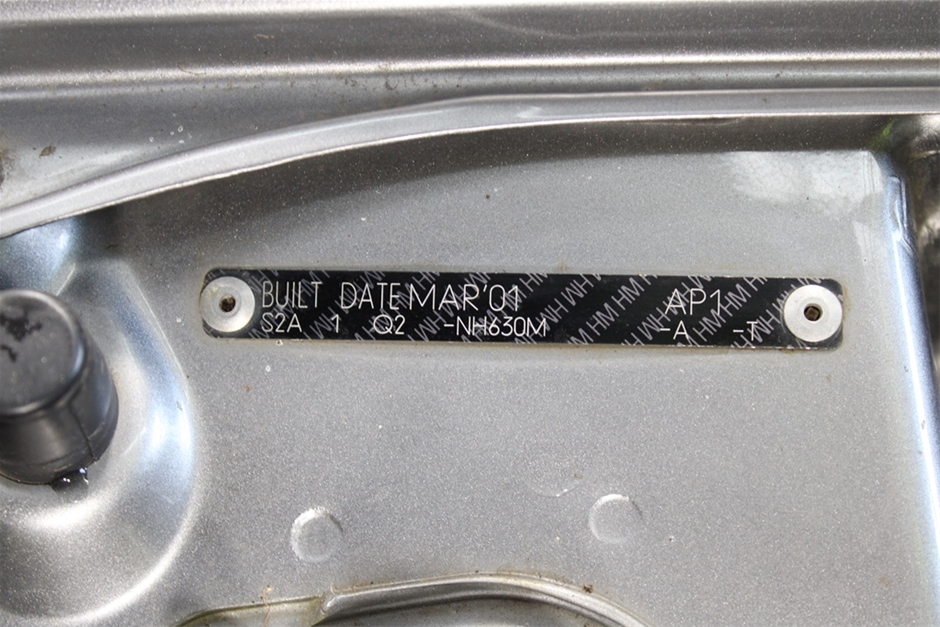 BUILT DATE MAR'01 AP1
S2A 1 Q2 -NH630M -A -T